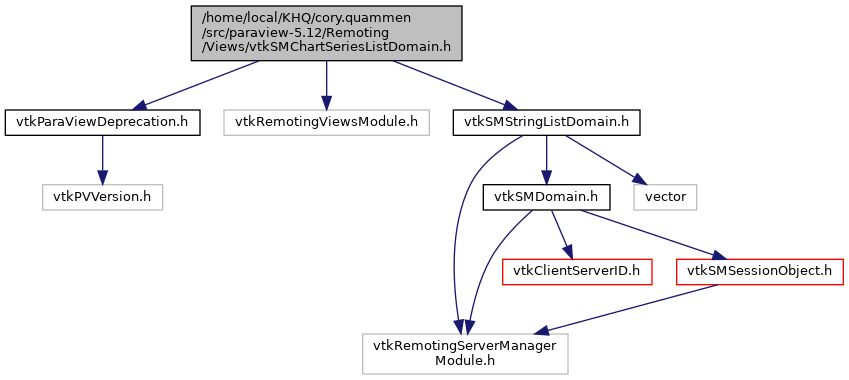 /home/local/KHQ/cory.quammen
/src/paraview-5.12/Remoting
/Views/vtkSMChartSeriesListDomain.h
vtkParaViewDeprecation.h
vtkRemotingViewsModule.h
vtkSMStringListDomain.h
vtkPVVersion.h
vtkSMDomain.h
vector
vtkClientServerID.h
vtkSMSessionObject.h
vtkRemotingServerManager
Module.h